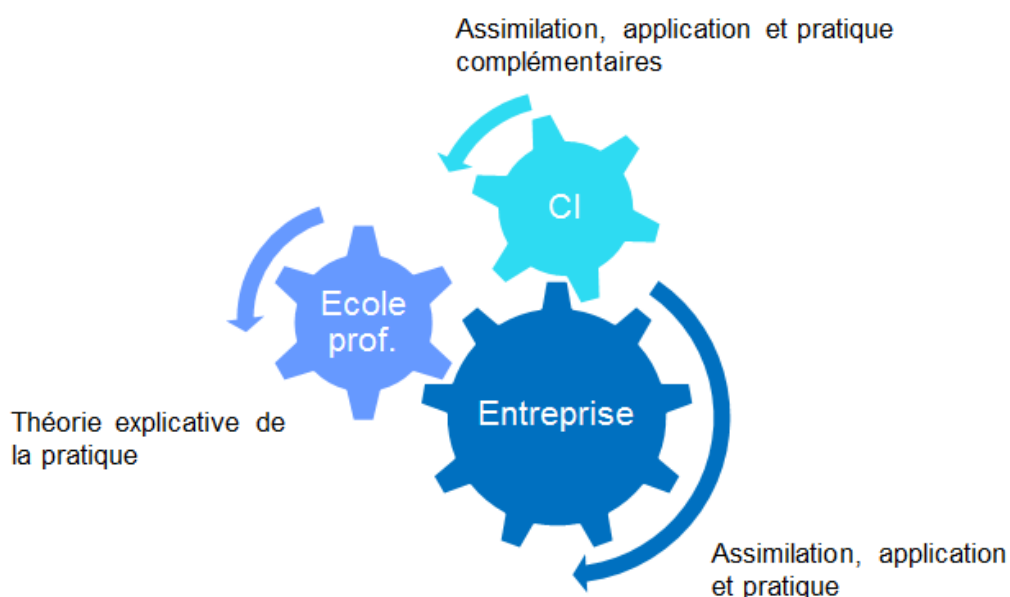 Assimilation, application et pratique
complémentaires
CI
Ecole
prof.
Entreprise
Théorie explicative de
la pratique
Assimilation, application
et pratique